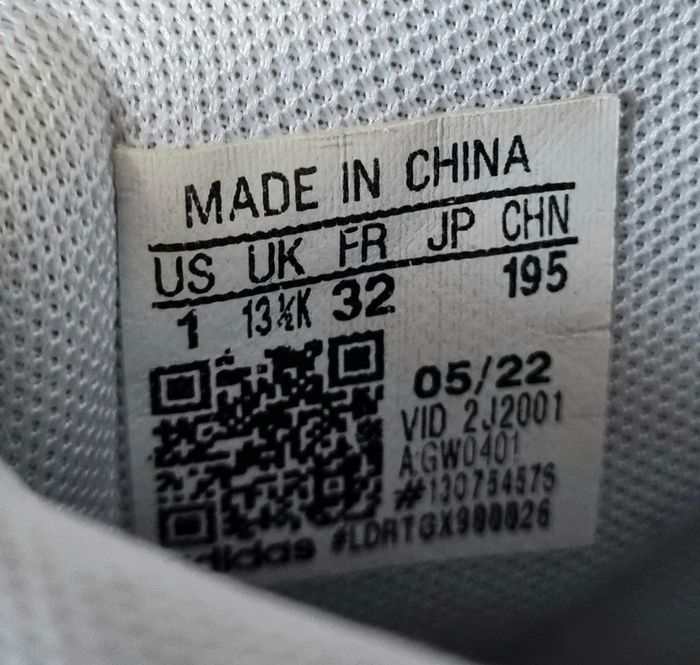 MADE IN CHINA
US UK FR JP CHN
1 13½K 32 195
05/22
VID 2J2001
A:GW0401
#130754576
#LDRTGX900026
adidas